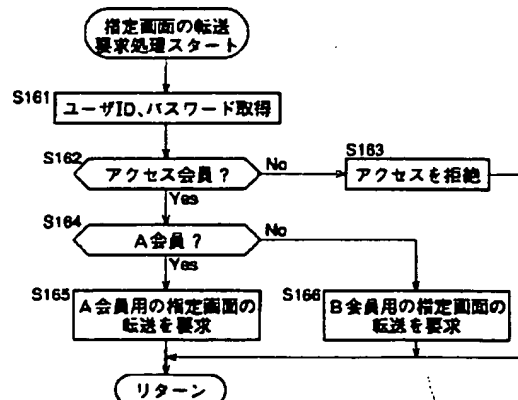 指定画面の転送
要求処理スタート
S161
ユーザID、パスワード取得
S162
アクセス会員?
No
S163
アクセスを拒絶
Yes
S164
A会員?
No
Yes
S165
A会員用の指定画面の
転送を要求
S166
B会員用の指定画面の
転送を要求
リターン